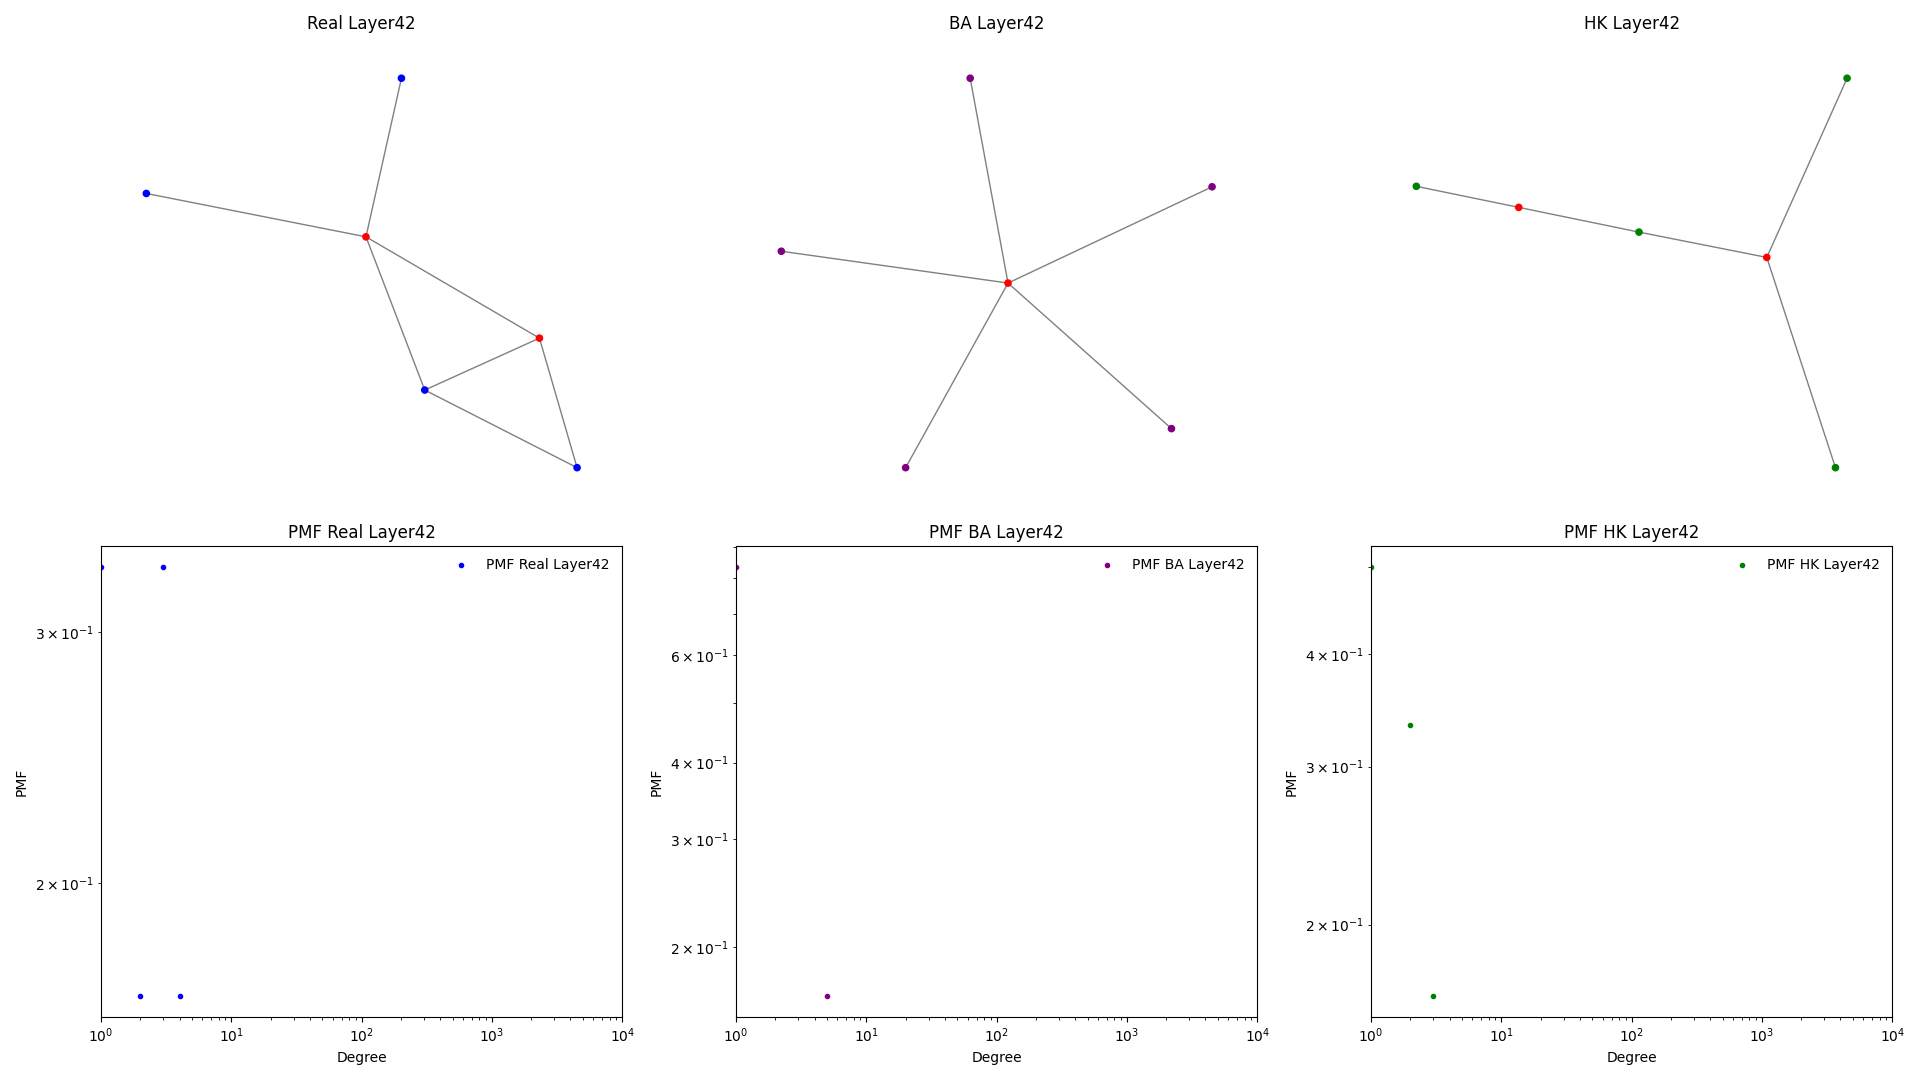 Real Layer42
BA Layer42
HK Layer42
PMF Real Layer42
PMF Real Layer42
3 × 10⁻¹
2 × 10⁻¹
PMF
10⁰ 10¹ 10² 10³ 10⁴
Degree
PMF BA Layer42
PMF BA Layer42
6 × 10⁻¹
4 × 10⁻¹
3 × 10⁻¹
2 × 10⁻¹
PMF
10⁰ 10¹ 10² 10³ 10⁴
Degree
PMF HK Layer42
PMF HK Layer42
4 × 10⁻¹
3 × 10⁻¹
2 × 10⁻¹
PMF
10⁰ 10¹ 10² 10³ 10⁴
Degree